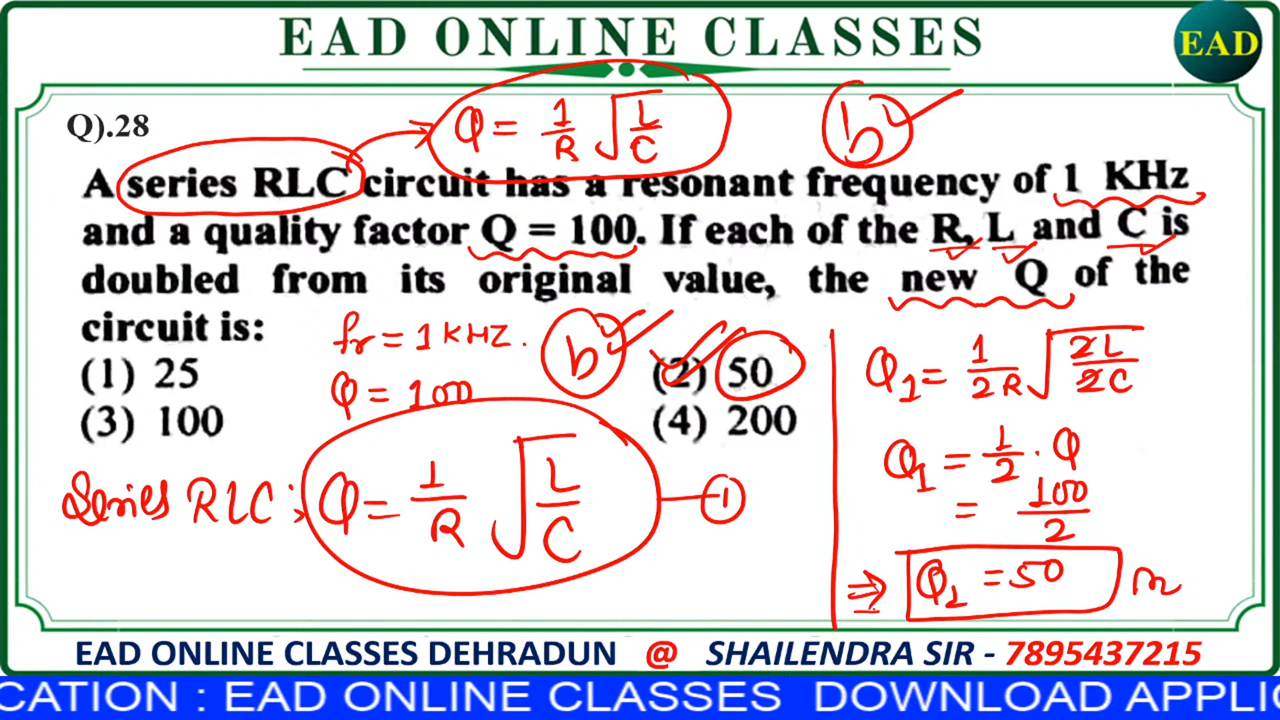 EAD ONLINE CLASSES
EAD
Q).28
Q = 1/R √L/C
b
A series RLC circuit has a resonant frequency of 1 KHz
and a quality factor Q = 100. If each of the R, L and C is
doubled from its original value, the new Q of the
circuit is:
fr = 1 KHZ.
b
(1) 25
(2) 50
Q = 100
(3) 100
(4) 200
Series RLC: Q = 1/R √L/C
1
Q1 = 1/2R √2L/2C
Q1 = 1/2 . Q
= 100/2
⇒ Q1 = 50
EAD ONLINE CLASSES DEHRADUN @ SHAILENDRA SIR - 7895437215
CATION : EAD ONLINE CLASSES DOWNLOAD APPLIC